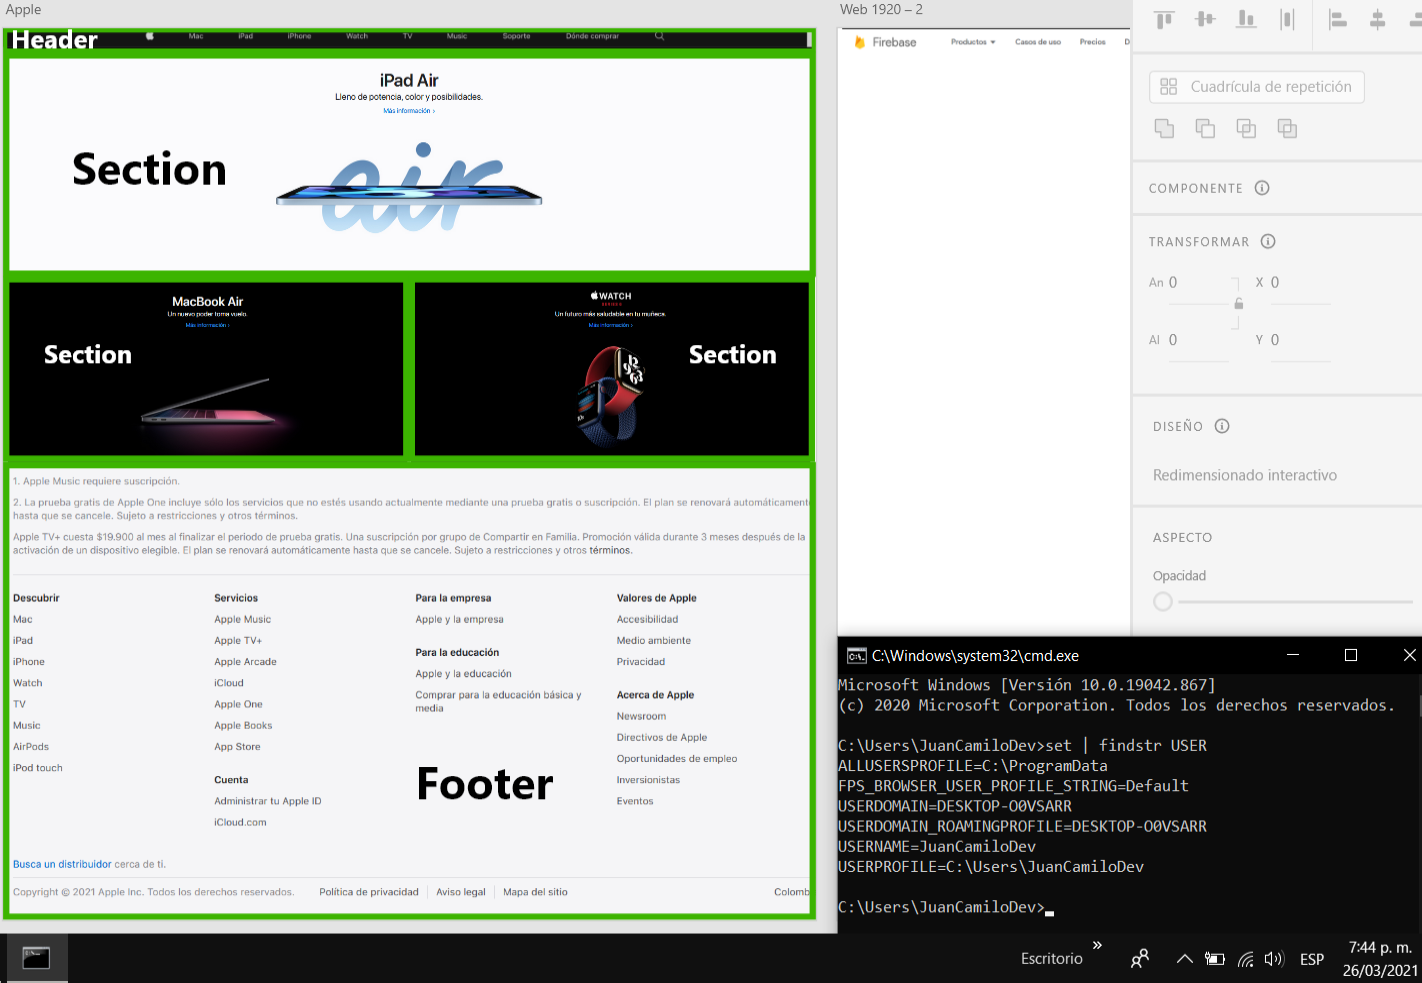 Apple
Header
Mac
iPad
iPhone
Watch
TV
Music
Soporte
Dónde comprar
iPad Air
Lleno de potencia, color y posibilidades.
Más información >
air
Section
MacBook Air
Un nuevo poder toma vuelo.
Más información >
Section
WATCH
Un futuro más saludable en tu muñeca.
Más información >
Section
1. Apple Music requiere suscripción.
2. La prueba gratis de Apple One incluye sólo los servicios que no estés usando actualmente mediante una prueba gratis o suscripción. El plan se renovará automáticament
hasta que se cancele. Sujeto a restricciones y otros términos.
Apple TV+ cuesta $19.900 al mes al finalizar el periodo de prueba gratis. Una suscripción por grupo de Compartir en Familia. Promoción válida durante 3 meses después de la
activación de un dispositivo elegible. El plan se renovará automáticamente hasta que se cancele. Sujeto a restricciones y otros términos.
Descubrir
Mac
iPad
iPhone
Watch
TV
Music
AirPods
iPod touch
Servicios
Apple Music
Apple TV+
Apple Arcade
iCloud
Apple One
Apple Books
App Store
Cuenta
Administrar tu Apple ID
iCloud.com
Para la empresa
Apple y la empresa
Para la educación
Apple y la educación
Comprar para la educación básica y
media
Footer
Valores de Apple
Accesibilidad
Medio ambiente
Privacidad
Acerca de Apple
Newsroom
Directivos de Apple
Oportunidades de empleo
Inversionistas
Eventos
Busca un distribuidor cerca de ti.
Copyright © 2021 Apple Inc. Todos los derechos reservados.
Política de privacidad
Aviso legal
Mapa del sitio
Colomb
Web 1920 – 2
Firebase
Productos
Casos de uso
Precios
D
Cuadrícula de repetición
COMPONENTE
TRANSFORMAR
An 0
X 0
Al 0
Y 0
DISEÑO
Redimensionado interactivo
ASPECTO
Opacidad
C:\Windows\system32\cmd.exe
Microsoft Windows [Versión 10.0.19042.867]
(c) 2020 Microsoft Corporation. Todos los derechos reservados.
C:\Users\JuanCamiloDev>set | findstr USER
ALLUSERSPROFILE=C:\ProgramData
FPS_BROWSER_USER_PROFILE_STRING=Default
USERDOMAIN=DESKTOP-O0VSARR
USERDOMAIN_ROAMINGPROFILE=DESKTOP-O0VSARR
USERNAME=JuanCamiloDev
USERPROFILE=C:\Users\JuanCamiloDev
C:\Users\JuanCamiloDev>
Escritorio
ESP
7:44 p. m.
26/03/2021